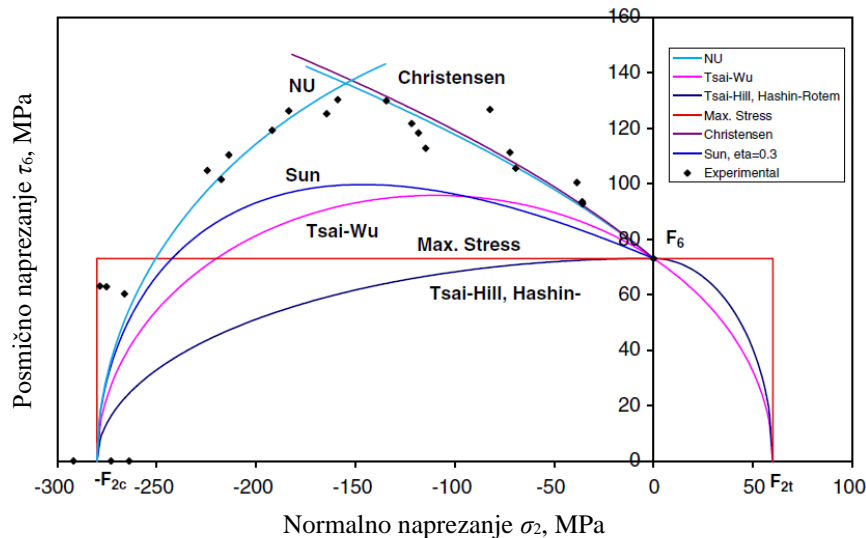 160
140
120
100
80
60
40
20
0
Posmično naprezanje τ6, MPa
NU
Christensen
Sun
Tsai-Wu
Max. Stress
Tsai-Hill, Hashin-
F6
NU
Tsai-Wu
Tsai-Hill, Hashin-Rotem
Max. Stress
Christensen
Sun, eta=0.3
Experimental
-300
-F2c
-250
-200
-150
-100
-50
0
50
F2t
100
Normalno naprezanje σ2, MPa